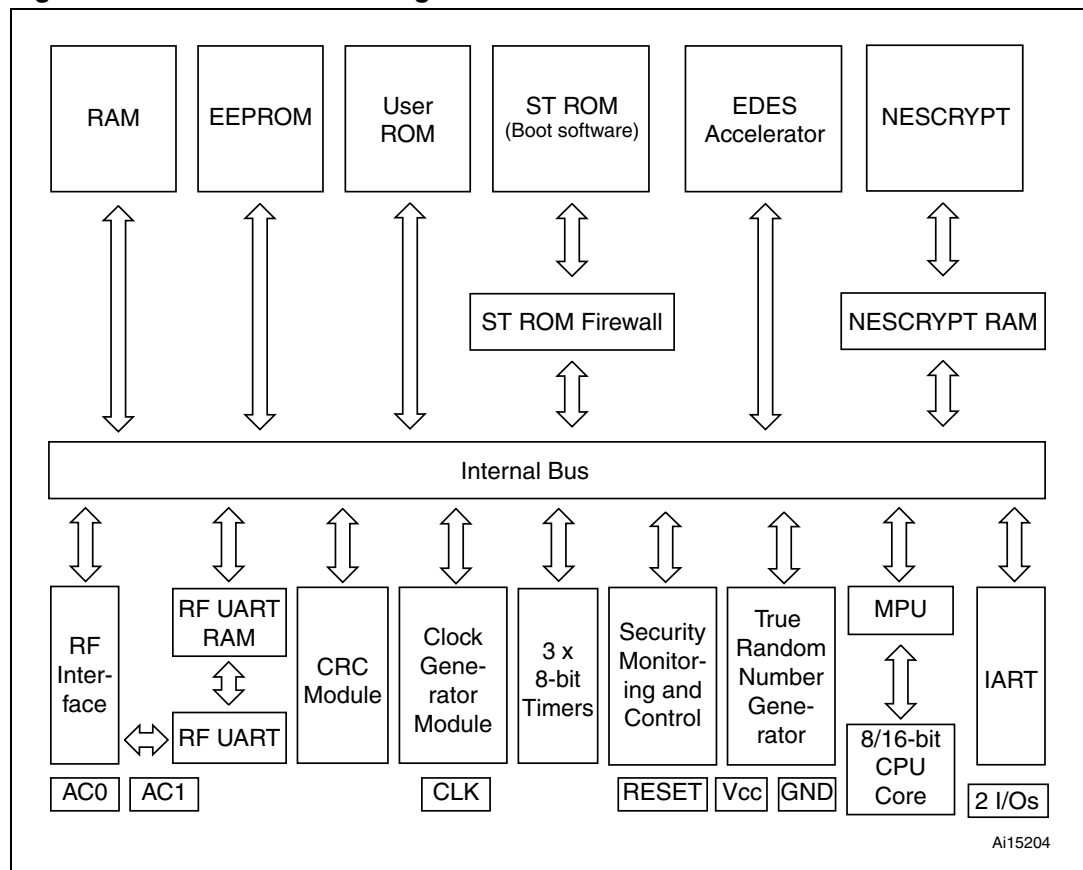 RAM
EEPROM
User
ROM
ST ROM
(Boot software)
EDES
Accelerator
NESCRYPT
ST ROM Firewall
NESCRYPT RAM
Internal Bus
RF
Inter-
face
RF UART
RAM
RF UART
CRC
Module
Clock
Gene-
rator
Module
3 x
8-bit
Timers
Security
Monitor-
ing and
Control
True
Random
Number
Gene-
rator
MPU
8/16-bit
CPU
Core
IART
AC0
AC1
CLK
RESET
Vcc
GND
2 I/Os
Ai15204